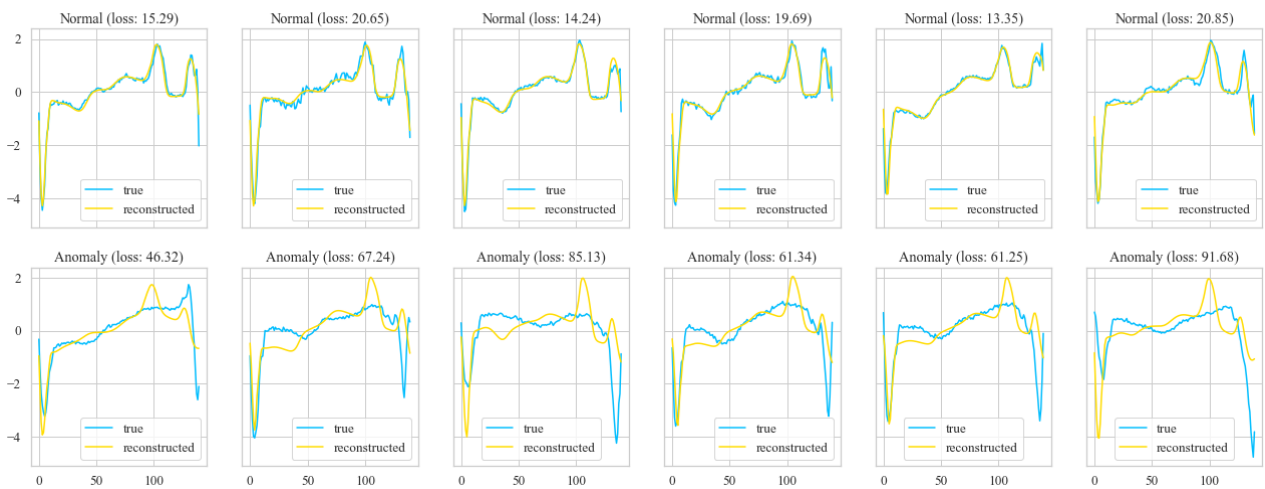 Normal (loss: 15.29) Normal (loss: 20.65) Normal (loss: 14.24) Normal (loss: 19.69) Normal (loss: 13.35) Normal (loss: 20.85)
2
0
−2
true true true true true true
−4 reconstructed reconstructed reconstructed reconstructed reconstructed reconstructed
Anomaly (loss: 46.32) Anomaly (loss: 67.24) Anomaly (loss: 85.13) Anomaly (loss: 61.34) Anomaly (loss: 61.25) Anomaly (loss: 91.68)
2
0
−2
true true true true true true
−4 reconstructed reconstructed reconstructed reconstructed reconstructed reconstructed
0 50 100 0 50 100 0 50 100 0 50 100 0 50 100 0 50 100